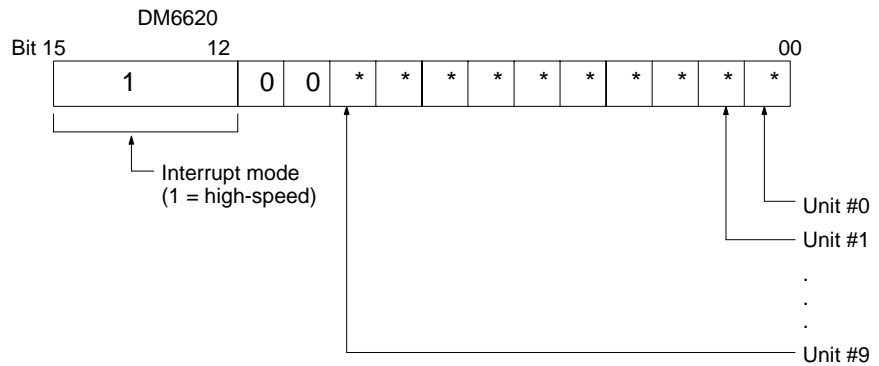 DM6620
Bit 15 12 00
1 0 0 * * * * * * * * * *
Interrupt mode
(1 = high-speed)
Unit #0
Unit #1
.
.
.
Unit #9